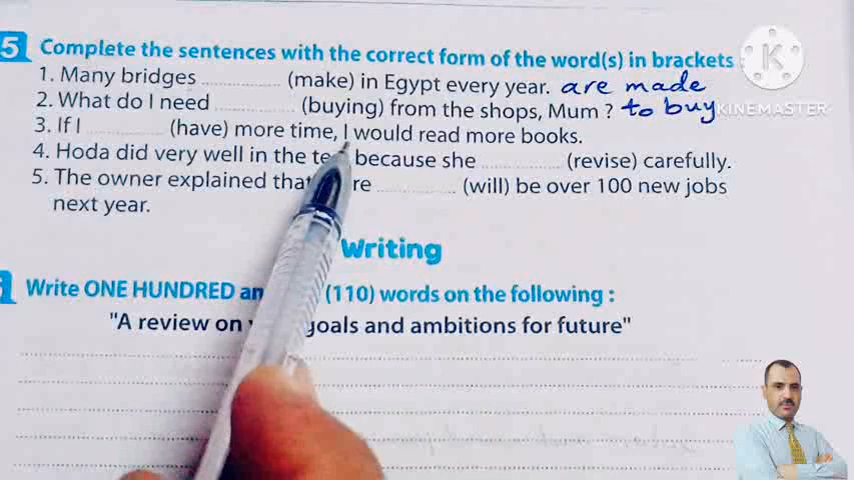 5 Complete the sentences with the correct form of the word(s) in brackets :
1. Many bridges .................. (make) in Egypt every year. are made
2. What do I need .................. (buying) from the shops, Mum ? to buy
3. If I .................. (have) more time, I would read more books.
4. Hoda did very well in the te because she .................. (revise) carefully.
5. The owner explained that re .................. (will) be over 100 new jobs
next year.
Writing
Write ONE HUNDRED an (110) words on the following :
"A review on goals and ambitions for future"
K
KINEMASTER